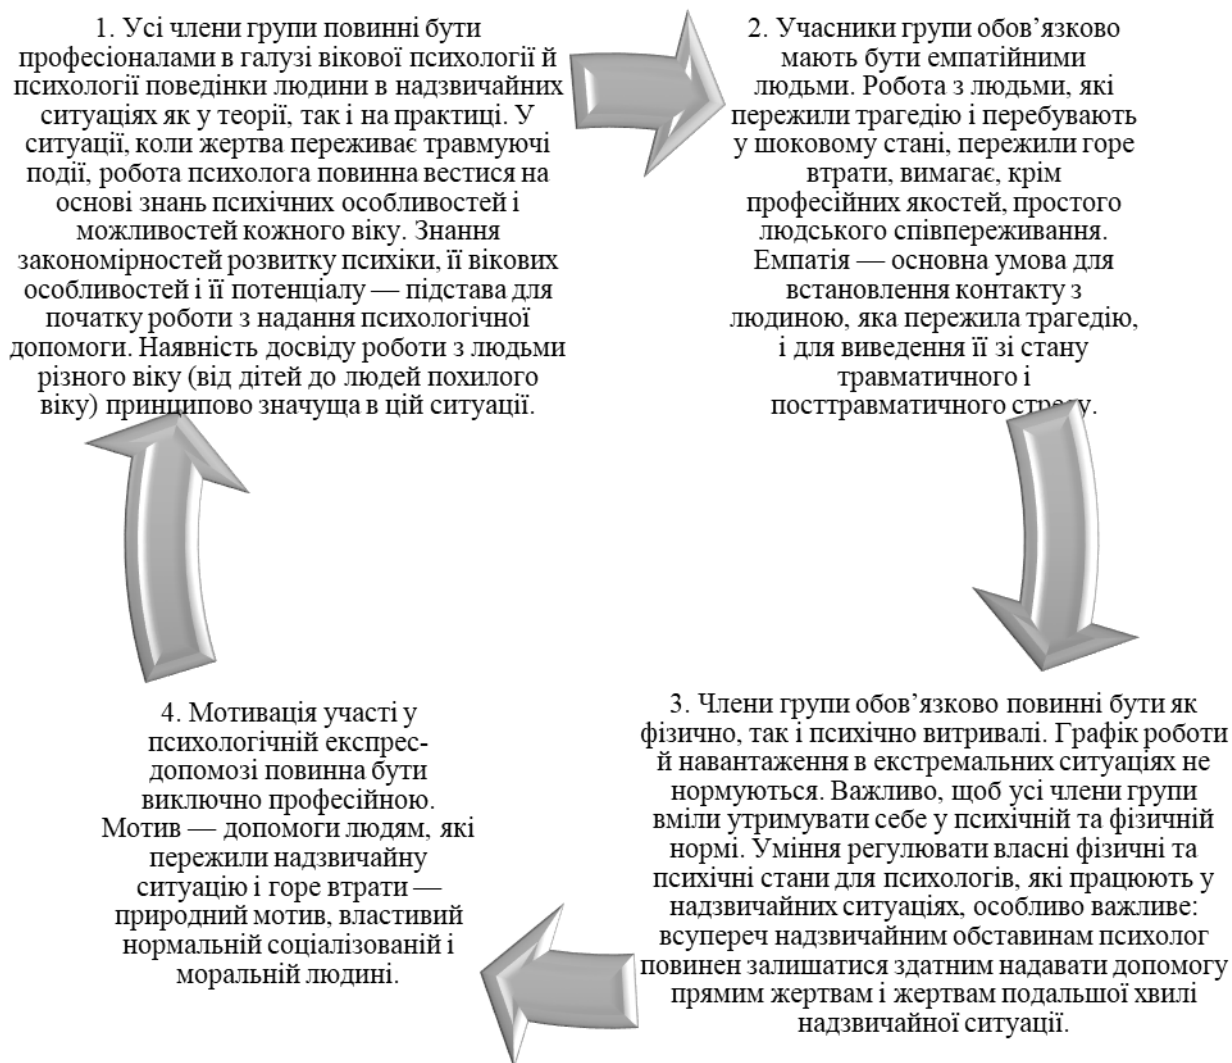 1. Усі члени групи повинні бути
професіоналами в галузі вікової психології й
психології поведінки людини в надзвичайних
ситуаціях як у теорії, так і на практиці. У
ситуації, коли жертва переживає травмуючі
події, робота психолога повинна вестися на
основі знань психічних особливостей і
можливостей кожного віку. Знання
закономірностей розвитку психіки, її вікових
особливостей і її потенціалу — підстава для
початку роботи з надання психологічної
допомоги. Наявність досвіду роботи з людьми
різного віку (від дітей до людей похилого
віку) принципово значуща в цій ситуації.
2. Учасники групи обов’язково
мають бути емпатійними
людьми. Робота з людьми, які
пережили трагедію і перебувають
у шоковому стані, пережили горе
втрати, вимагає, крім
професійних якостей, простого
людського співпереживання.
Емпатія — основна умова для
встановлення контакту з
людиною, яка пережила трагедію,
і для виведення її зі стану
травматичного і
посттравматичного стресу.
3. Члени групи обов’язково повинні бути як
фізично, так і психічно витривалі. Графік роботи
й навантаження в екстремальних ситуаціях не
нормуються. Важливо, щоб усі члени групи
вміли утримувати себе у психічній та фізичній
нормі. Уміння регулювати власні фізичні та
психічні стани для психологів, які працюють у
надзвичайних ситуаціях, особливо важливе:
всупереч надзвичайним обставинам психолог
повинен залишатися здатним надавати допомогу
прямим жертвам і жертвам подальшої хвилі
надзвичайної ситуації.
4. Мотивація участі у
психологічній експрес-
допомозі повинна бути
виключно професійною.
Мотив — допомоги людям, які
пережили надзвичайну
ситуацію і горе втрати —
природний мотив, властивий
нормальній соціалізованій і
моральній людині.